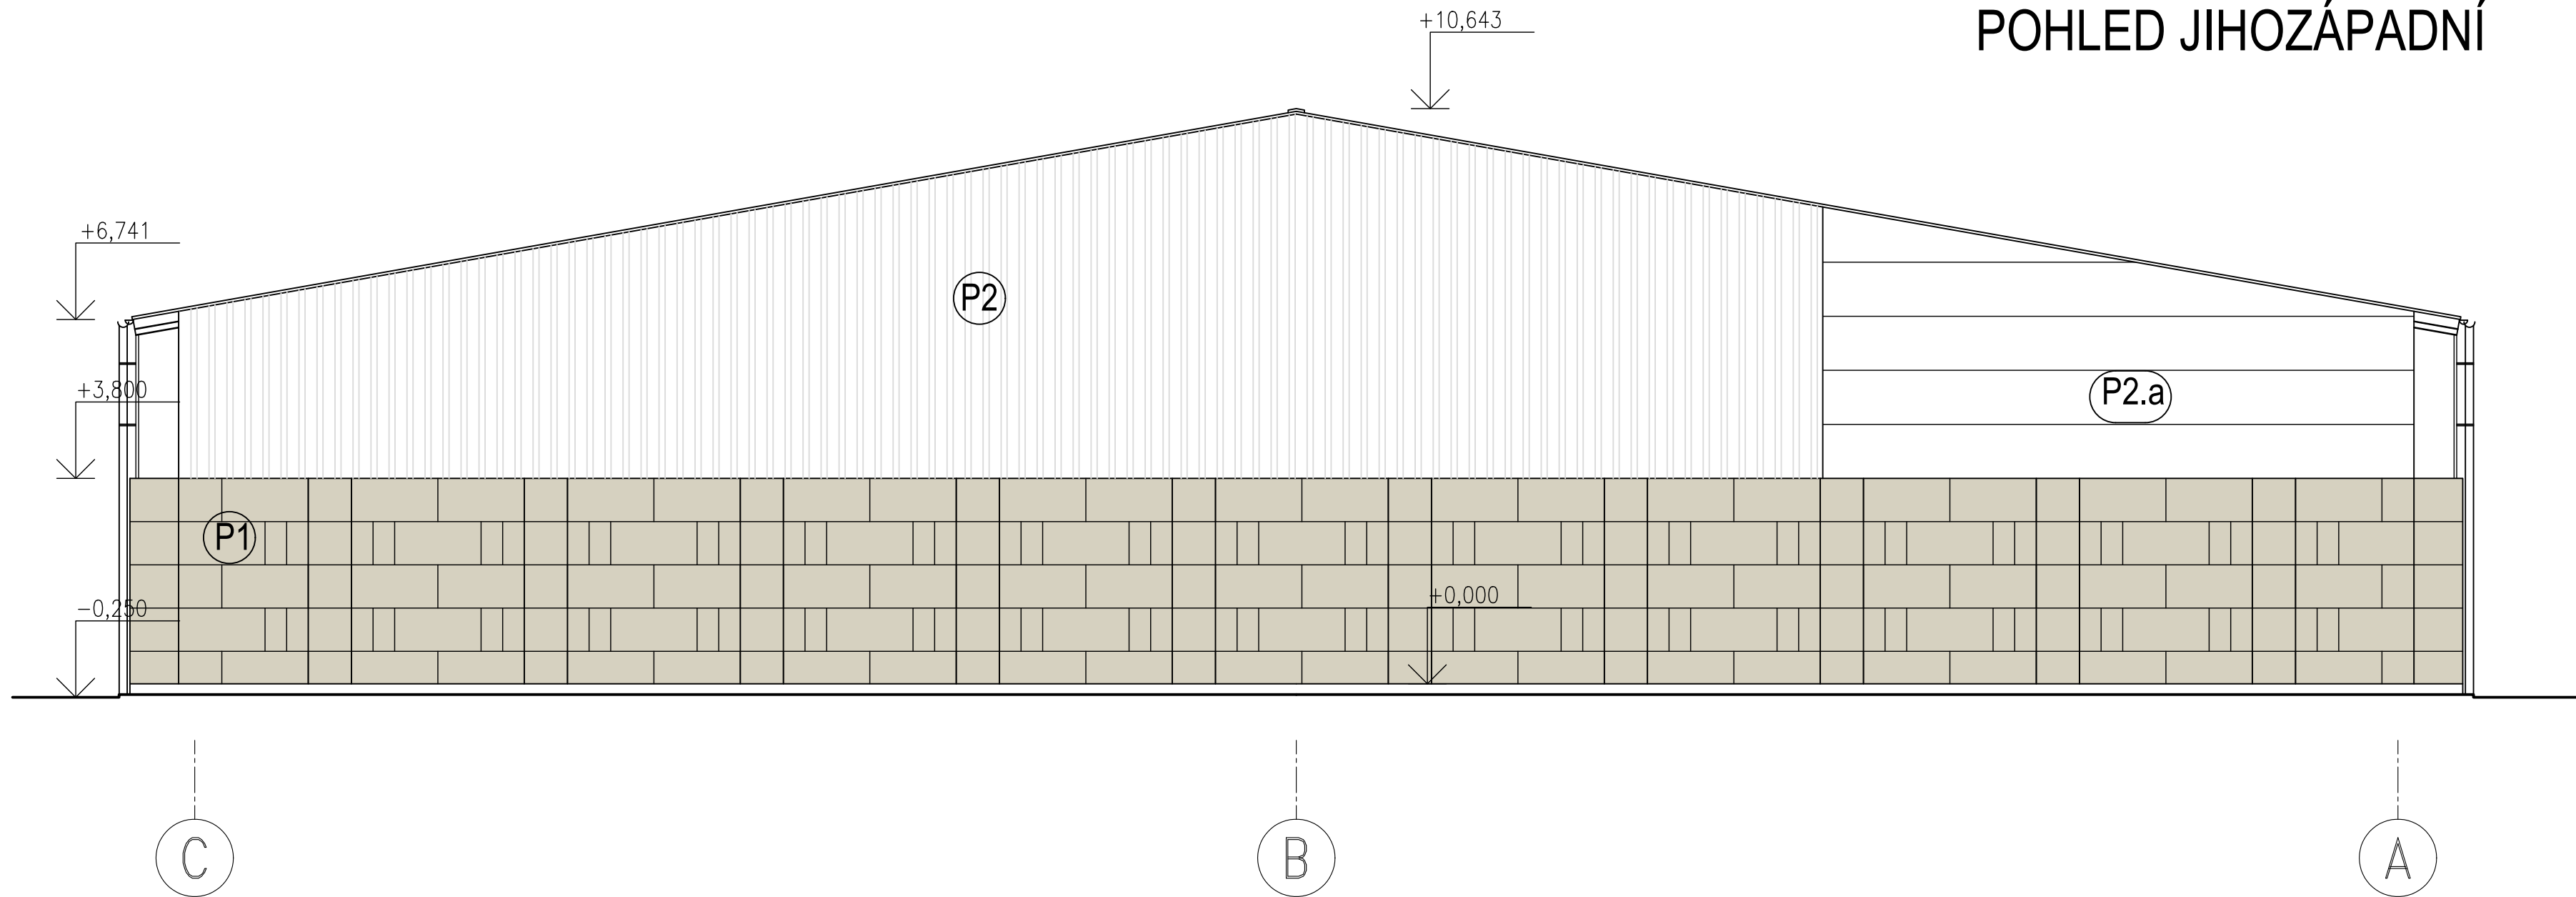 POHLED JIHOZÁPADNÍ
+10,643
+6,741
P2
+3,800
P2.a
P1
-0,250
+0,000
C
B
A